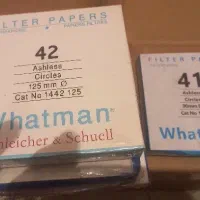 FILTER PAPERS
42
Ashless
Circles
125 mm Ø
Cat No 1442 125
Whatman®
Schleicher & Schuell
FILTER PAPERS
41
Ashless
Circles
Whatm